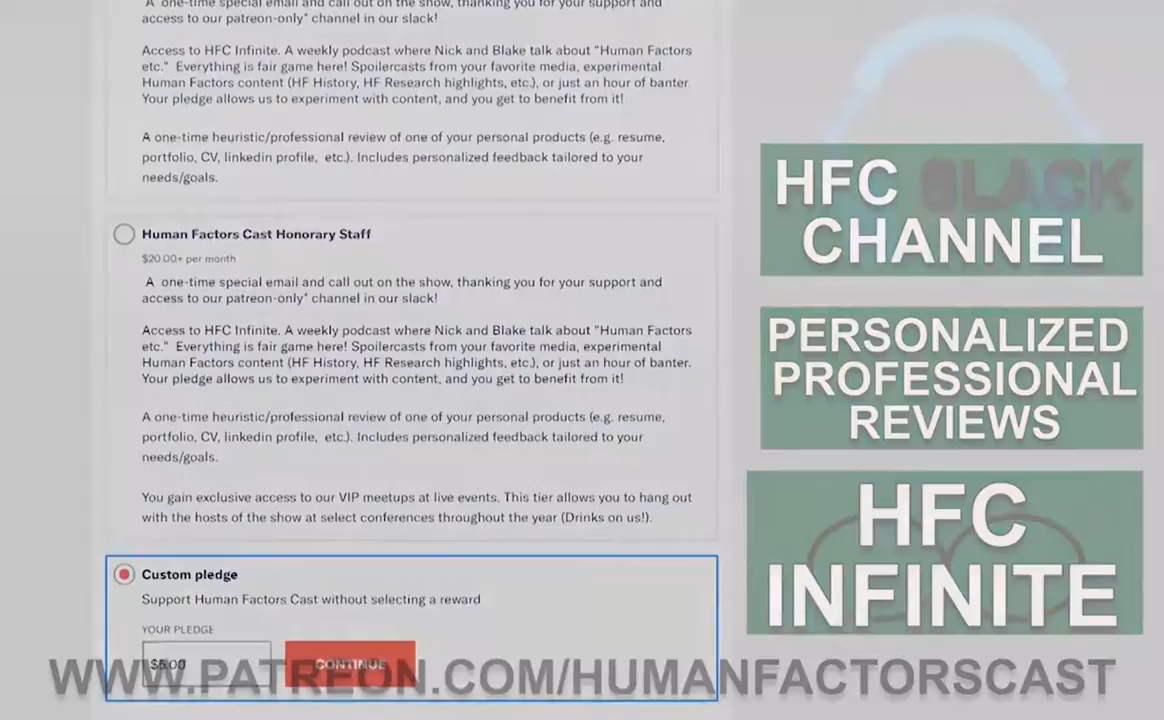 A one-time special email and call out on the show, thanking you for your support and
access to our patreon-only* channel in our slack!
Access to HFC Infinite. A weekly podcast where Nick and Blake talk about "Human Factors
etc." Everything is fair game here! Spoilercasts from your favorite media, experimental
Human Factors content (HF History, HF Research highlights, etc.), or just an hour of banter.
Your pledge allows us to experiment with content, and you get to benefit from it!
A one-time heuristic/professional review of one of your personal products (e.g. resume,
portfolio, CV, linkedin profile, etc.). Includes personalized feedback tailored to your
needs/goals.
Human Factors Cast Honorary Staff
$20.00+ per month
A one-time special email and call out on the show, thanking you for your support and
access to our patreon-only* channel in our slack!
Access to HFC Infinite. A weekly podcast where Nick and Blake talk about "Human Factors
etc." Everything is fair game here! Spoilercasts from your favorite media, experimental
Human Factors content (HF History, HF Research highlights, etc.), or just an hour of banter.
Your pledge allows us to experiment with content, and you get to benefit from it!
A one-time heuristic/professional review of one of your personal products (e.g. resume,
portfolio, CV, linkedin profile, etc.). Includes personalized feedback tailored to your
needs/goals.
You gain exclusive access to our VIP meetups at live events. This tier allows you to hang out
with the hosts of the show at select conferences throughout the year (Drinks on us!).
Custom pledge
Support Human Factors Cast without selecting a reward
YOUR PLEDGE
$5.00
CONTINUE
HFC BLACK
CHANNEL
PERSONALIZED
PROFESSIONAL
REVIEWS
HFC
INFINITE
WWW.PATREON.COM/HUMANFACTORSCAST